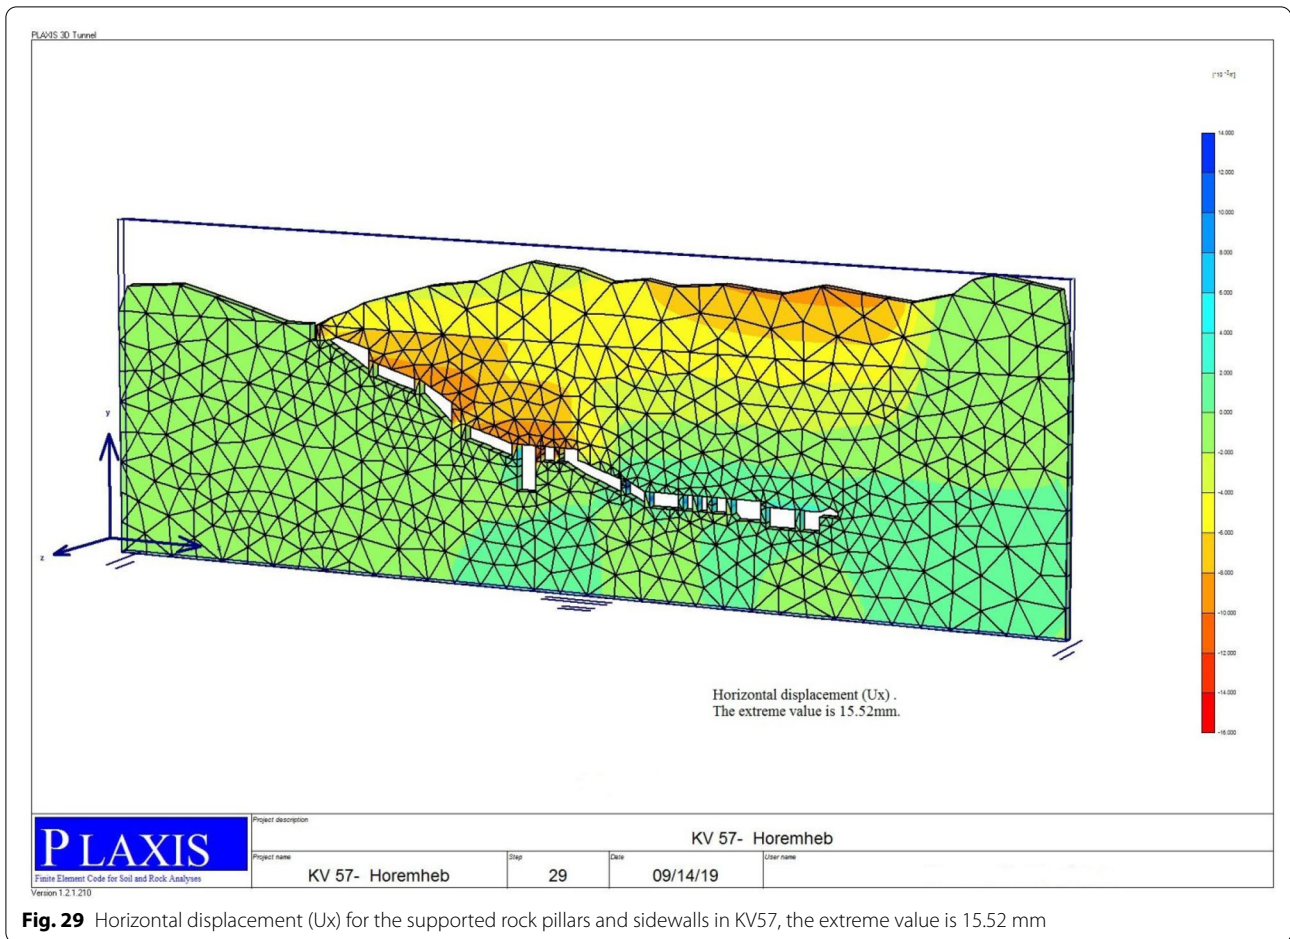 PLAXIS 3D Tunnel
14.000
12.000
10.000
8.000
6.000
4.000
2.000
0.000
-2.000
-4.000
-6.000
-8.000
-10.000
-12.000
-14.000
-16.000
y
z
Horizontal displacement (Ux) .
The extreme value is 15.52mm.
PLAXIS
Finite Element Code for Soil and Rock Analyses
Version 1.2.1.210
Project description
KV 57- Horemheb
Project name
KV 57- Horemheb
Step
29
Date
09/14/19
User name
Fig. 29 Horizontal displacement (Ux) for the supported rock pillars and sidewalls in KV57, the extreme value is 15.52 mm